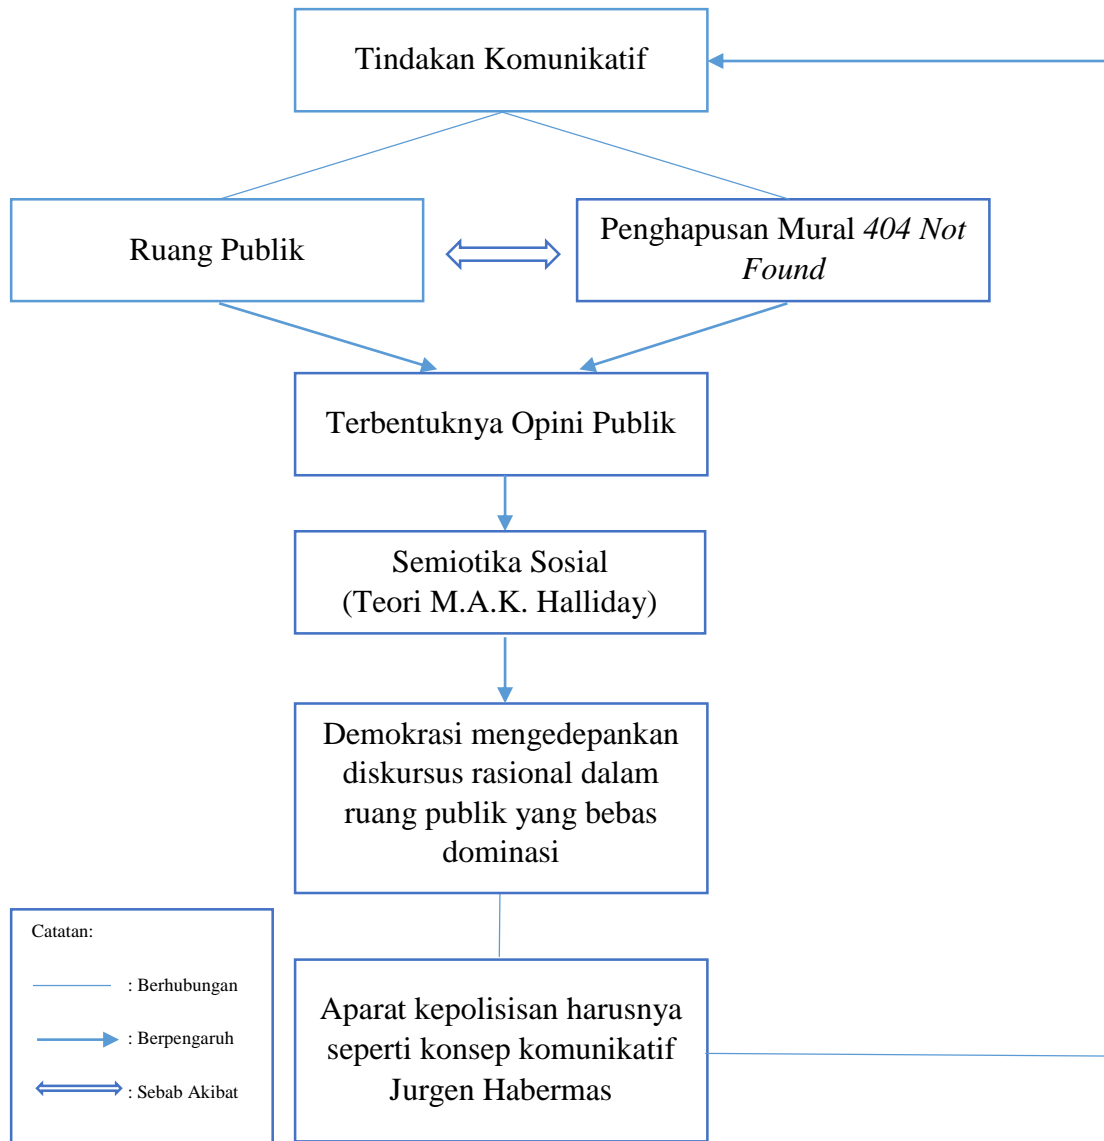 Tindakan Komunikatif
Ruang Publik
Penghapusan Mural 404 Not
Found
Terbentuknya Opini Publik
Semiotika Sosial
(Teori M.A.K. Halliday)
Demokrasi mengedepankan
diskursus rasional dalam
ruang publik yang bebas
dominasi
Catatan:
: Berhubungan
: Berpengaruh
: Sebab Akibat
Aparat kepolisisan harusnya
seperti konsep komunikatif
Jurgen Habermas